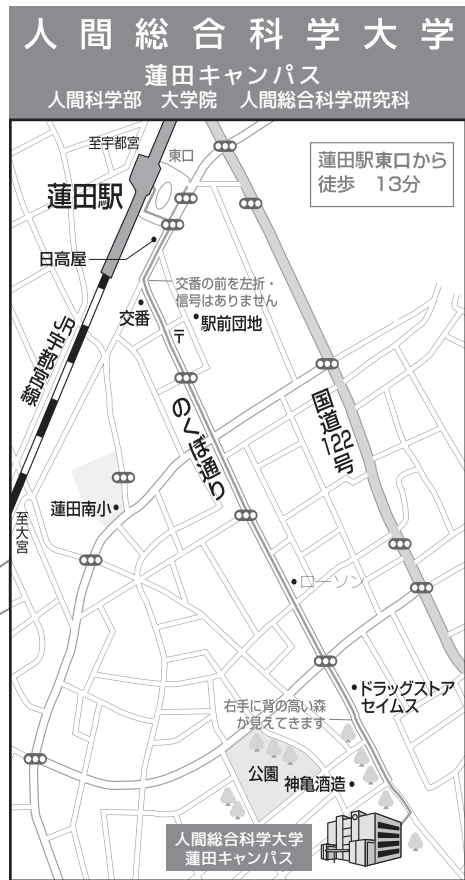 人間総合科学大学
蓮田キャンパス
人間科学部 大学院 人間総合科学研究科
至宇都宮
東口
蓮田駅東口から
徒歩 13分
蓮田駅
日高屋
交番の前を左折・
信号はありません
交番
〒
駅前団地
JR宇都宮線
のくぼ通り
国道122号
蓮田南小
至大宮
ローソン
ドラッグストア
セイムス
右手に背の高い森
が見えてきます
公園
神亀酒造
人間総合科学大学
蓮田キャンパス